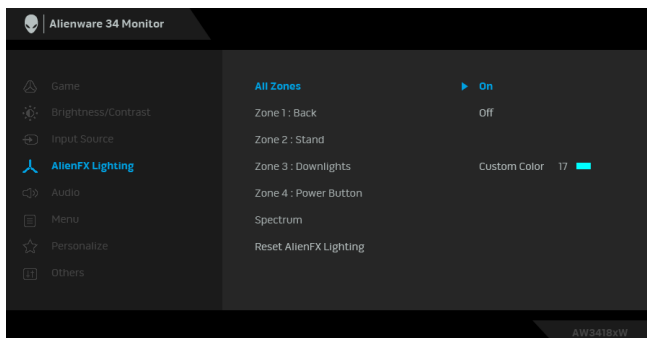 Alienware 34 Monitor
Game
Brightness/Contrast
Input Source
AlienFX Lighting
Audio
Menu
Personalize
Others
All Zones
On
Zone 1 : Back
Off
Zone 2 : Stand
Zone 3 : Downlights
Custom Color 17
Zone 4 : Power Button
Spectrum
Reset AlienFX Lighting
AW3418xW